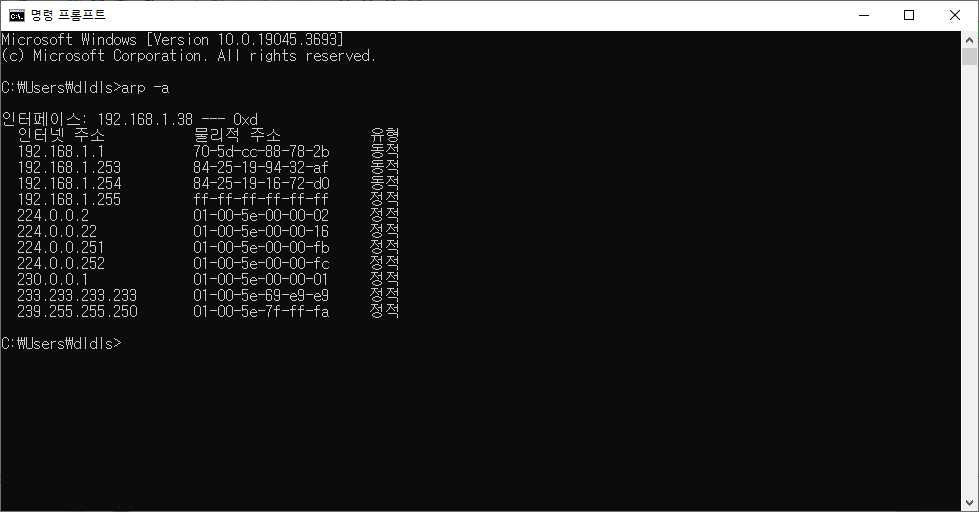 명령 프롬프트
Microsoft Windows [Version 10.0.19045.3693]
(c) Microsoft Corporation. All rights reserved.
C:\Users\dldls>arp -a
인터페이스: 192.168.1.38 --- 0xd
인터넷 주소 물리적 주소 유형
192.168.1.1 70-5d-cc-88-78-2b 동적
192.168.1.253 84-25-19-94-32-af 동적
192.168.1.254 84-25-19-16-72-d0 동적
192.168.1.255 ff-ff-ff-ff-ff-ff 정적
224.0.0.2 01-00-5e-00-00-02 정적
224.0.0.22 01-00-5e-00-00-16 정적
224.0.0.251 01-00-5e-00-00-fb 정적
224.0.0.252 01-00-5e-00-00-fc 정적
230.0.0.1 01-00-5e-00-00-01 정적
233.233.233.233 01-00-5e-69-e9-e9 정적
239.255.255.250 01-00-5e-7f-ff-fa 정적
C:\Users\dldls>